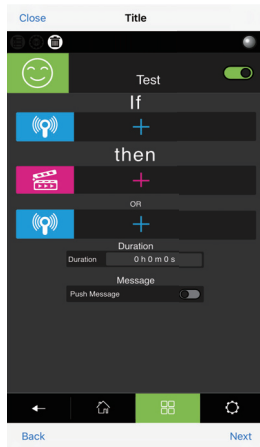 Close Title
Test
If
then
OR
Duration
Duration 0 h 0 m 0 s
Message
Push Message
Back Next